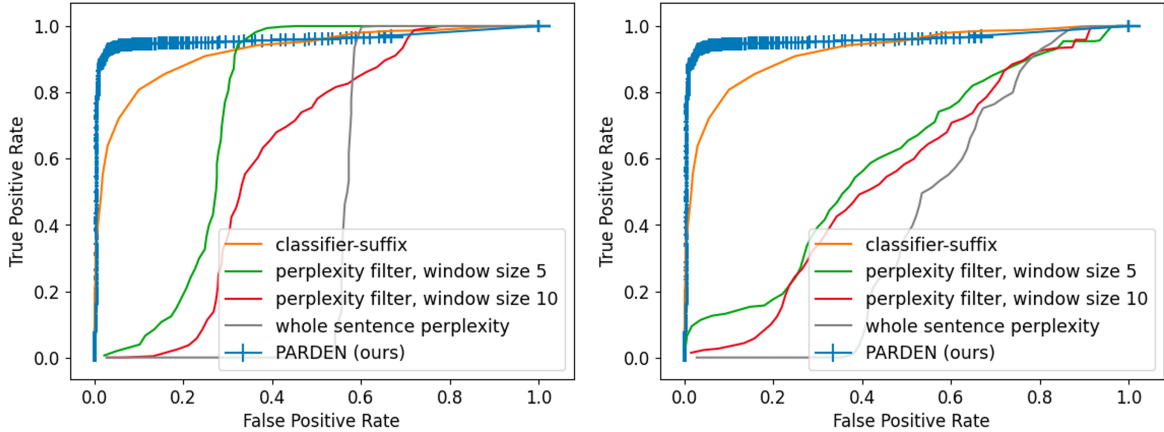 1.0
0.8
0.6
0.4
0.2
0.0
True Positive Rate
classifier-suffix
perplexity filter, window size 5
perplexity filter, window size 10
whole sentence perplexity
PARDEN (ours)
0.0 0.2 0.4 0.6 0.8 1.0
False Positive Rate
1.0
0.8
0.6
0.4
0.2
0.0
True Positive Rate
classifier-suffix
perplexity filter, window size 5
perplexity filter, window size 10
whole sentence perplexity
PARDEN (ours)
0.0 0.2 0.4 0.6 0.8 1.0
False Positive Rate